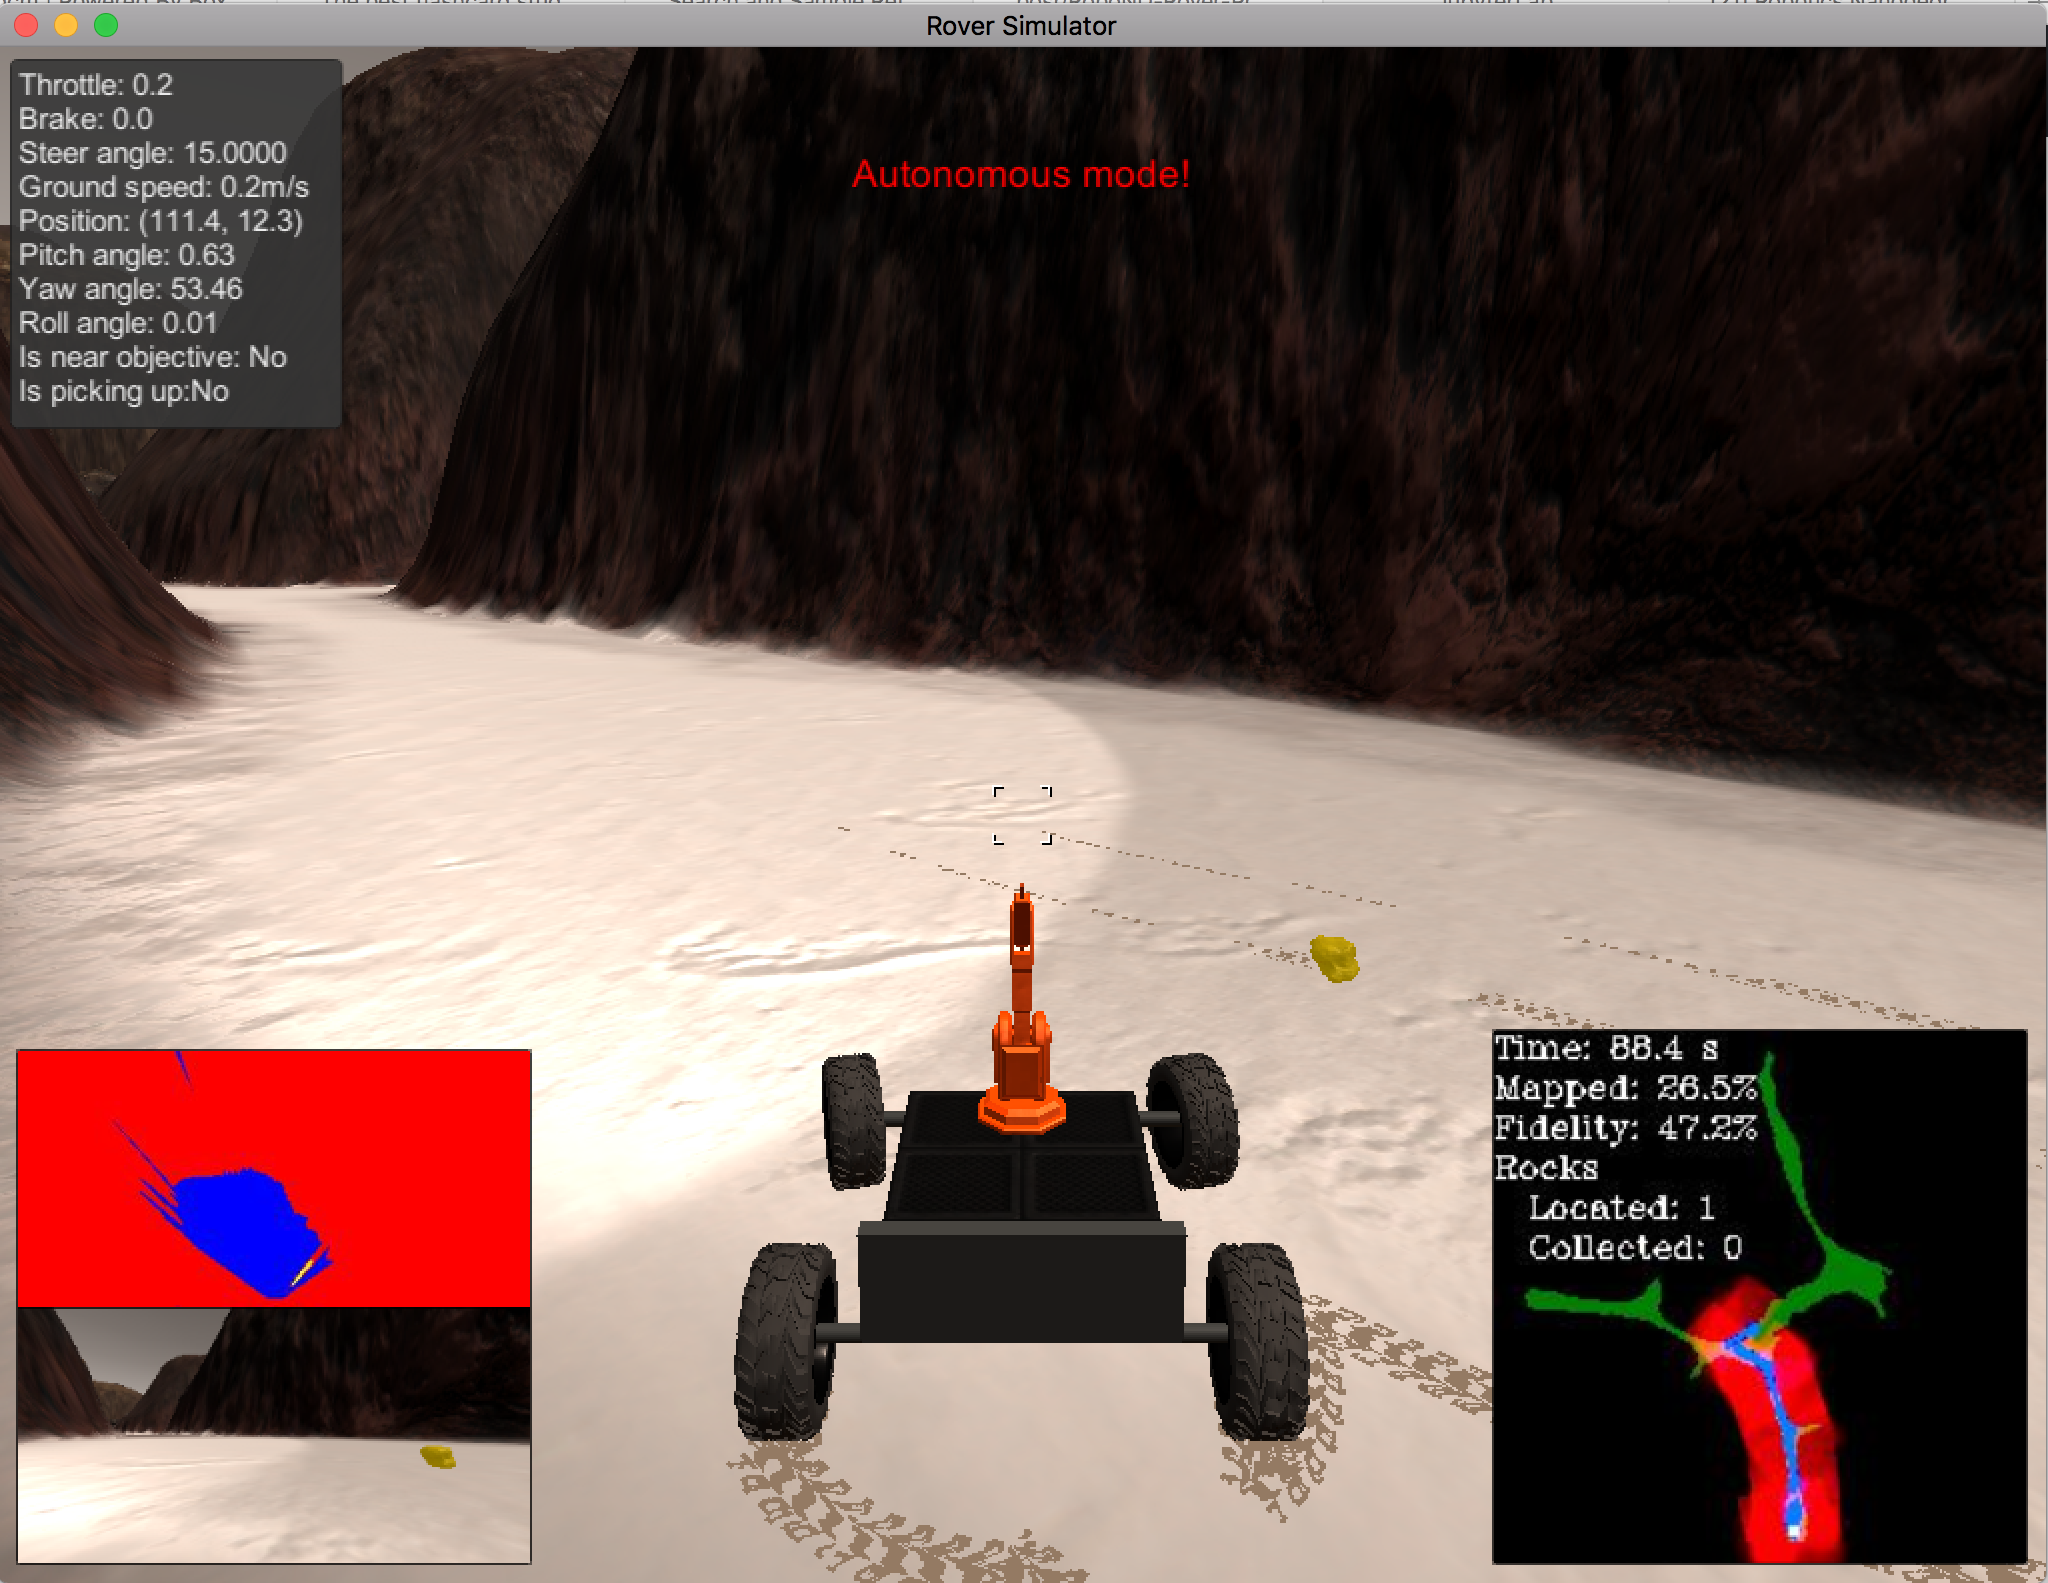 Rover Simulator
Throttle: 0.2
Brake: 0.0
Steer angle: 15.0000
Ground speed: 0.2m/s
Position: (111.4, 12.3)
Pitch angle: 0.63
Yaw angle: 53.46
Roll angle: 0.01
Is near objective: No
Is picking up:No
Autonomous mode!
Time: 88.4 s
Mapped: 26.5%
Fidelity: 47.2%
Rocks
Located: 1
Collected: 0